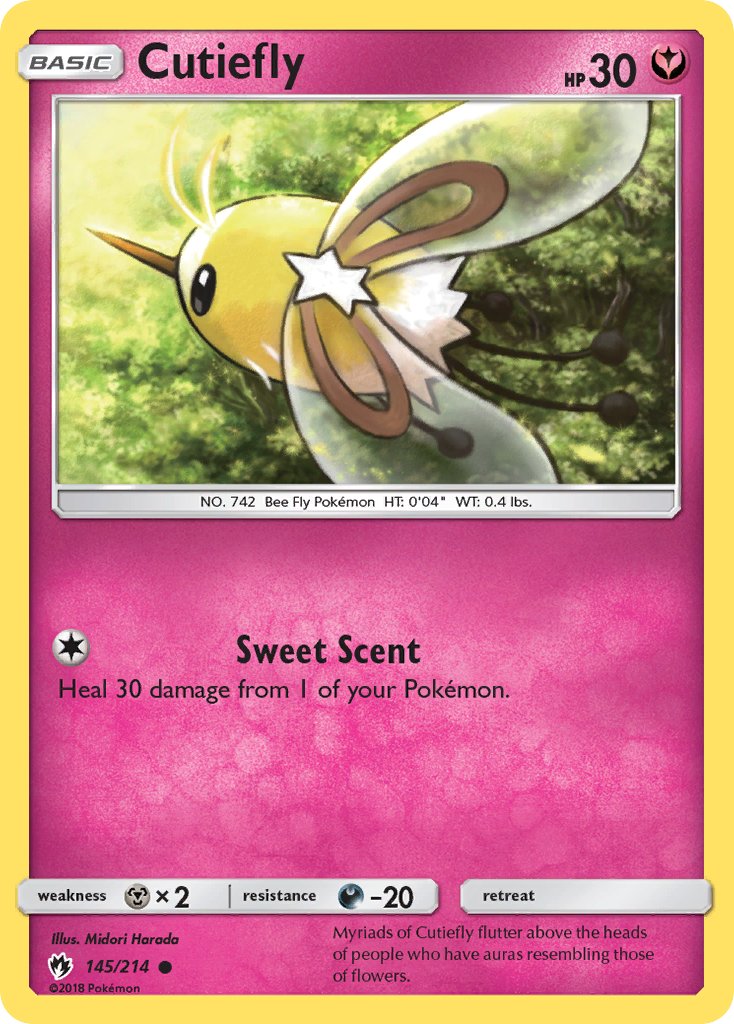 BASIC Cutiefly HP 30
NO. 742 Bee Fly Pokémon HT: 0'04" WT: 0.4 lbs.
Sweet Scent
Heal 30 damage from 1 of your Pokémon.
weakness ×2 resistance -20 retreat
Illus. Midori Harada
145/214
©2018 Pokémon
Myriads of Cutiefly flutter above the heads
of people who have auras resembling those
of flowers.